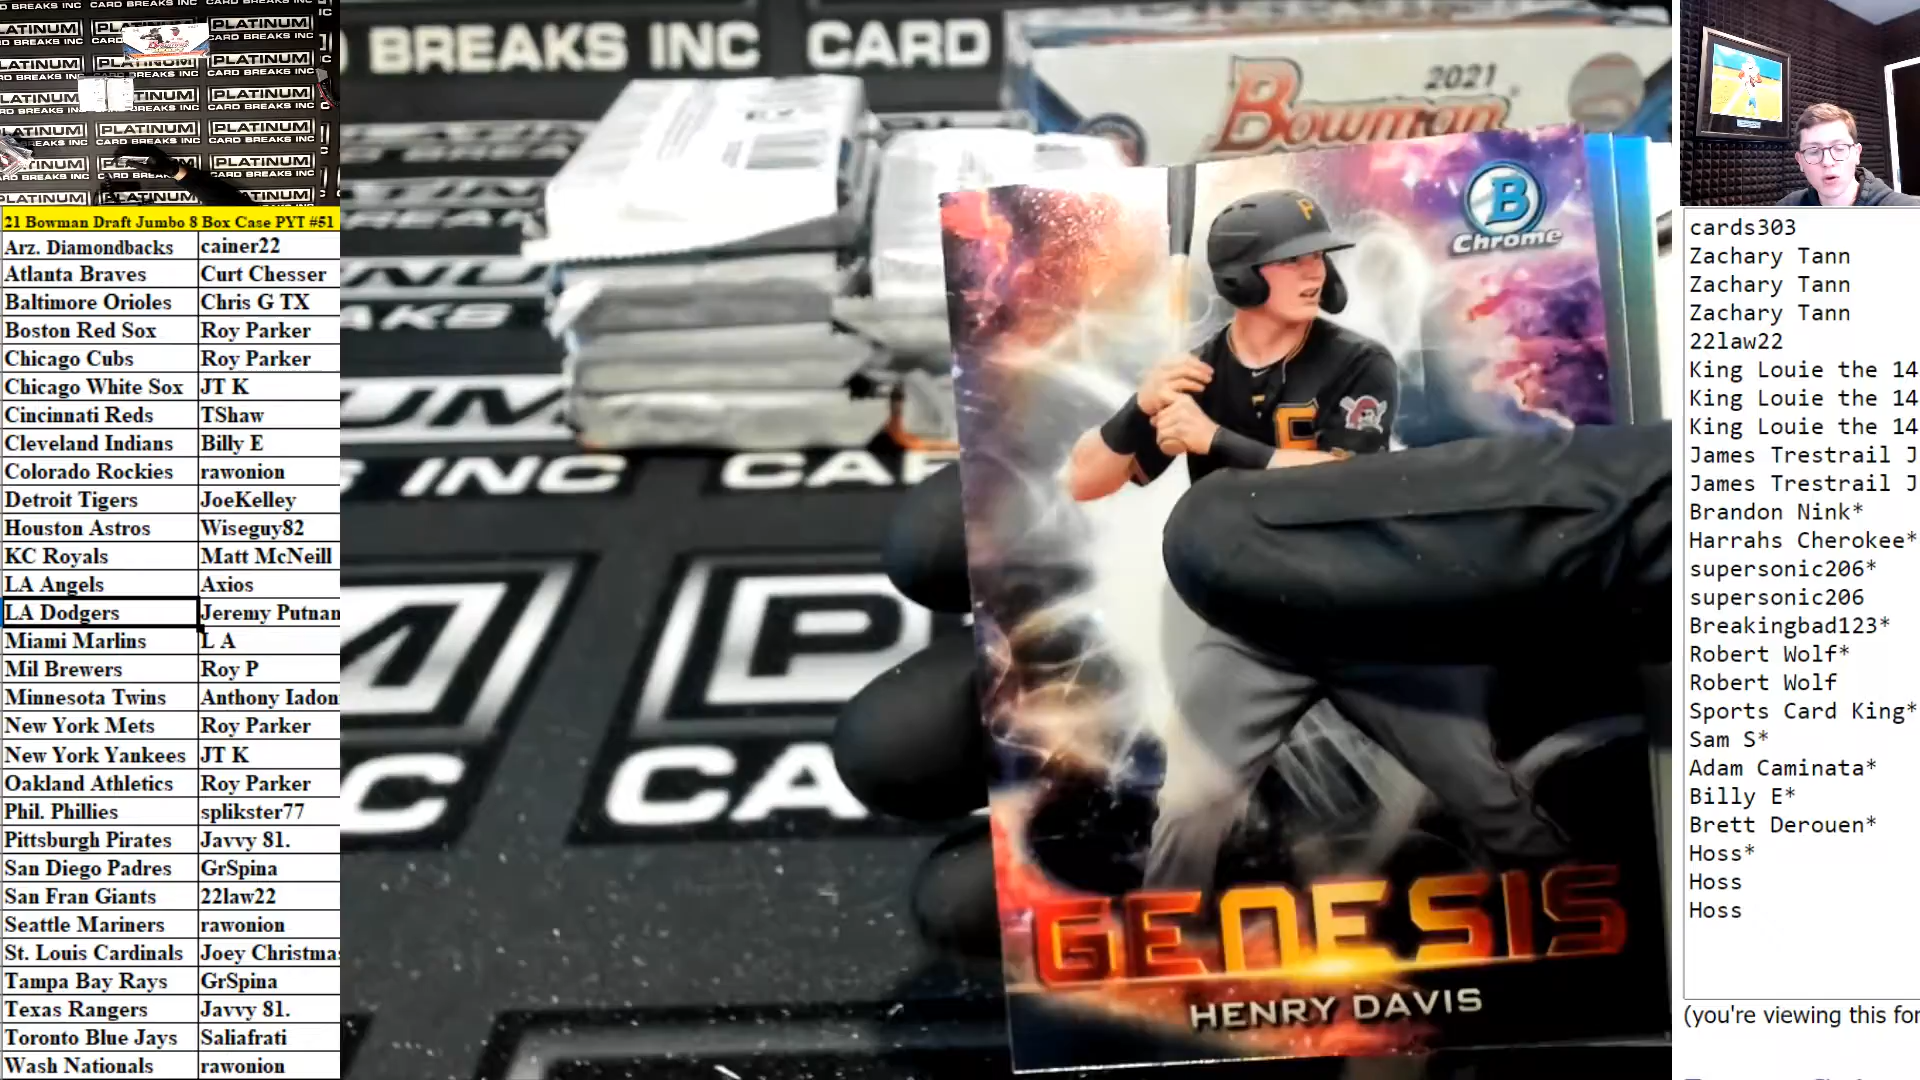 21 Bowman Draft Jumbo 8 Box Case PYT #51
Arz. Diamondbacks cainer22
Atlanta Braves Curt Chesser
Baltimore Orioles Chris G TX
Boston Red Sox Roy Parker
Chicago Cubs Roy Parker
Chicago White Sox JT K
Cincinnati Reds TShaw
Cleveland Indians Billy E
Colorado Rockies rawonion
Detroit Tigers JoeKelley
Houston Astros Wiseguy82
KC Royals Matt McNeill
LA Angels Axios
LA Dodgers Jeremy Putnan
Miami Marlins L A
Mil Brewers Roy P
Minnesota Twins Anthony Iadon
New York Mets Roy Parker
New York Yankees JT K
Oakland Athletics Roy Parker
Phil. Phillies splikster77
Pittsburgh Pirates Javvy 81.
San Diego Padres GrSpina
San Fran Giants 22law22
Seattle Mariners rawonion
St. Louis Cardinals Joey Christmas
Tampa Bay Rays GrSpina
Texas Rangers Javvy 81.
Toronto Blue Jays Saliafrati
Wash Nationals rawonion
PLATINUM
CARD BREAKS INC
BREAKS INC CARD
2021
Bowman
B
Chrome
P
INC
P
CA
GENESIS
HENRY DAVIS
cards303
Zachary Tann
Zachary Tann
Zachary Tann
22law22
King Louie the 14
King Louie the 14
King Louie the 14
James Trestrail J
James Trestrail J
Brandon Nink*
Harrahs Cherokee*
supersonic206*
supersonic206
Breakingbad123*
Robert Wolf*
Robert Wolf
Sports Card King*
Sam S*
Adam Caminata*
Billy E*
Brett Derouen*
Hoss*
Hoss
Hoss
(you're viewing this for